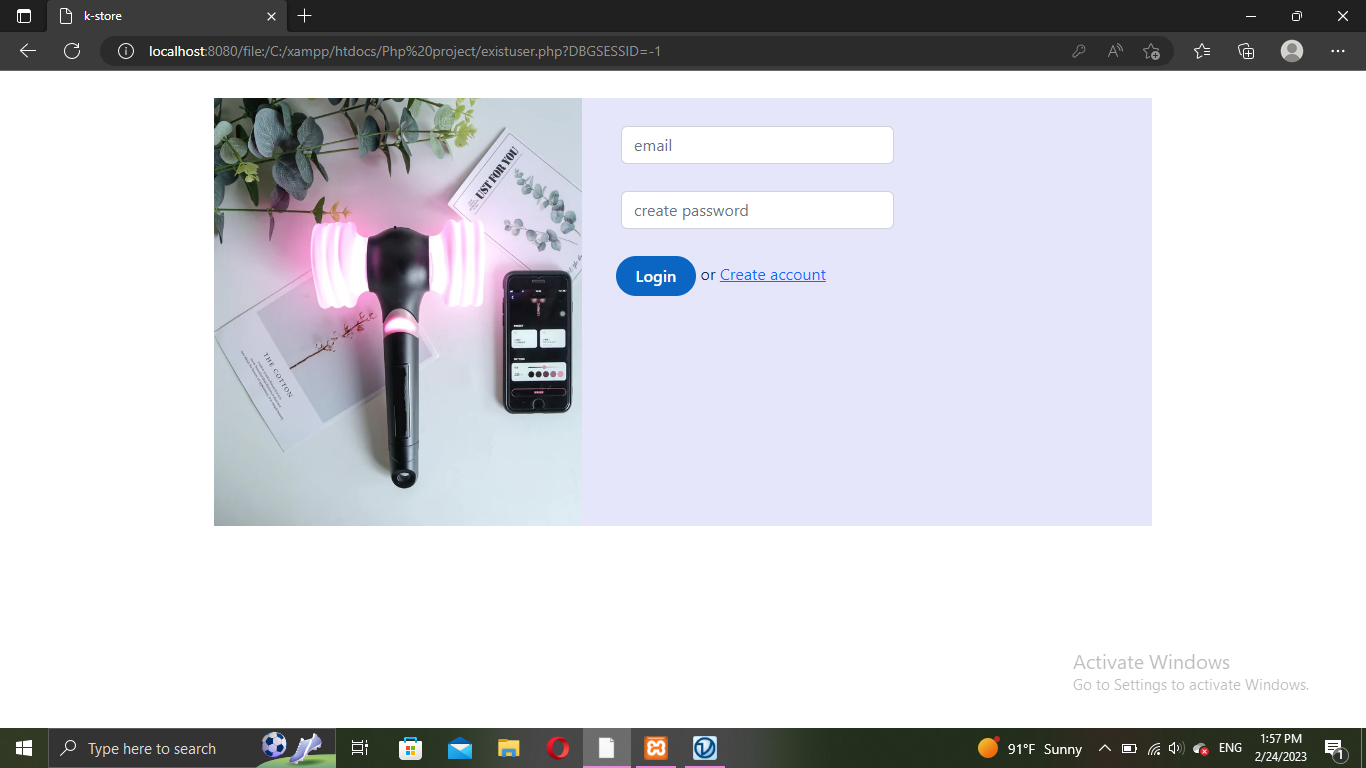 k-store
localhost:8080/file:/C:/xampp/htdocs/Php%20project/existuser.php?DBGSESSID=-1
UST FOR YOU
THE COTTON
email
create password
Login or Create account
Activate Windows
Go to Settings to activate Windows.
Type here to search
91°F Sunny
ENG
1:57 PM
2/24/2023
1